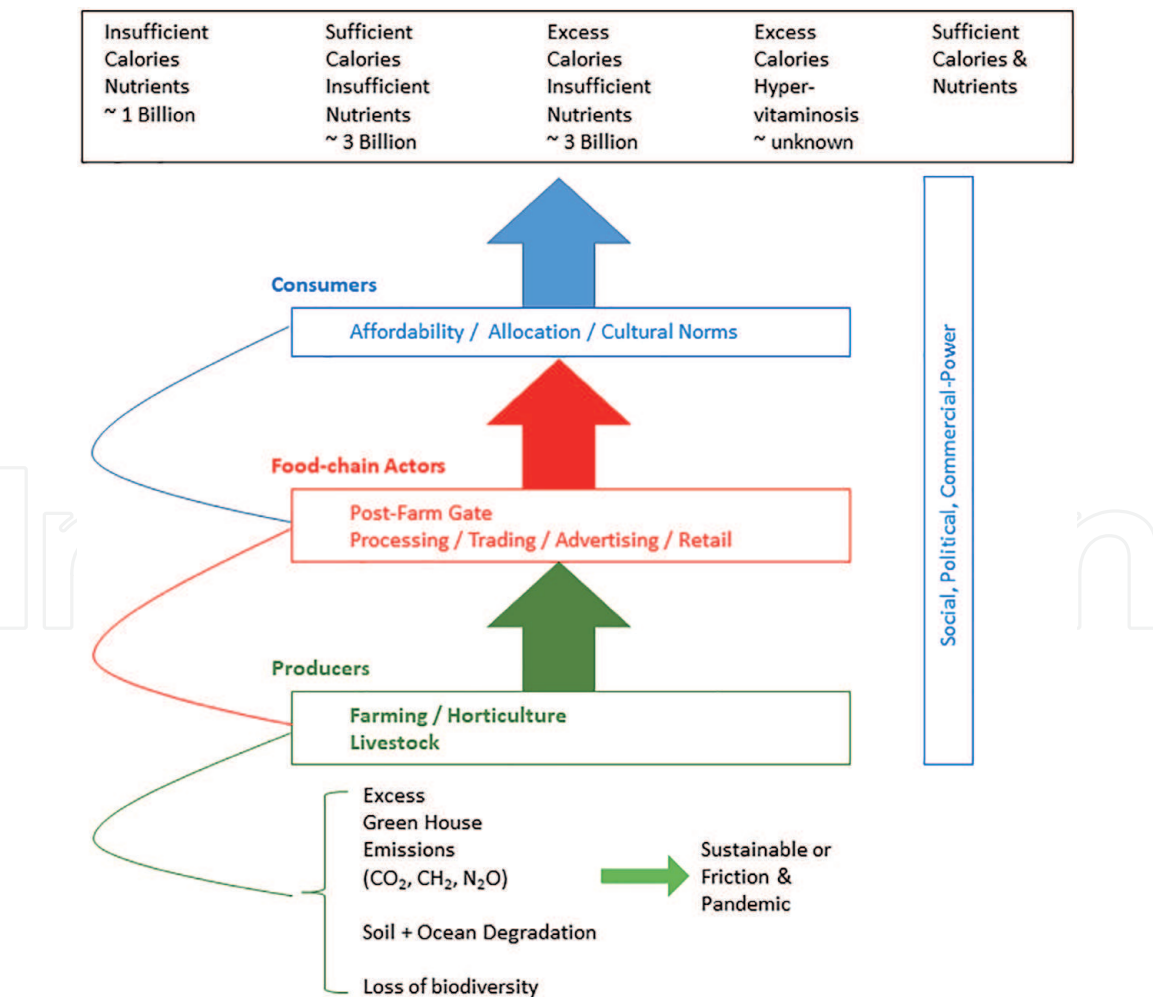 Insufficient
Calories
Nutrients
~ 1 Billion
Sufficient
Calories
Insufficient
Nutrients
~ 3 Billion
Excess
Calories
Insufficient
Nutrients
~ 3 Billion
Excess
Calories
Hyper-
vitaminosis
~ unknown
Sufficient
Calories &
Nutrients
Consumers
Affordability / Allocation / Cultural Norms
Food-chain Actors
Post-Farm Gate
Processing / Trading / Advertising / Retail
Producers
Farming / Horticulture
Livestock
Social, Political, Commercial-Power
Excess
Green House
Emissions
(CO₂, CH₂, N₂O)
Soil + Ocean Degradation
Loss of biodiversity
Sustainable or
Friction &
Pandemic